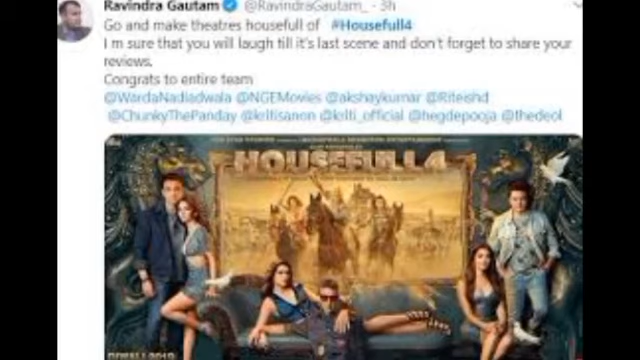 Ravindra Gautam @RavindraGautam_ · 3h
Go and make theatres housefull of #Housefull4
I m sure that you will laugh till it's last scene and don't forget to share your
reviews.
Congrats to entire team
@WardaNadiadwala @NGEMovies @akshaykumar @Riteishd
@ChunkyThePanday @kritisanon @kriti_official @hegdepooja @thedeol
HOUSEFULL 4
DIWALI 2019